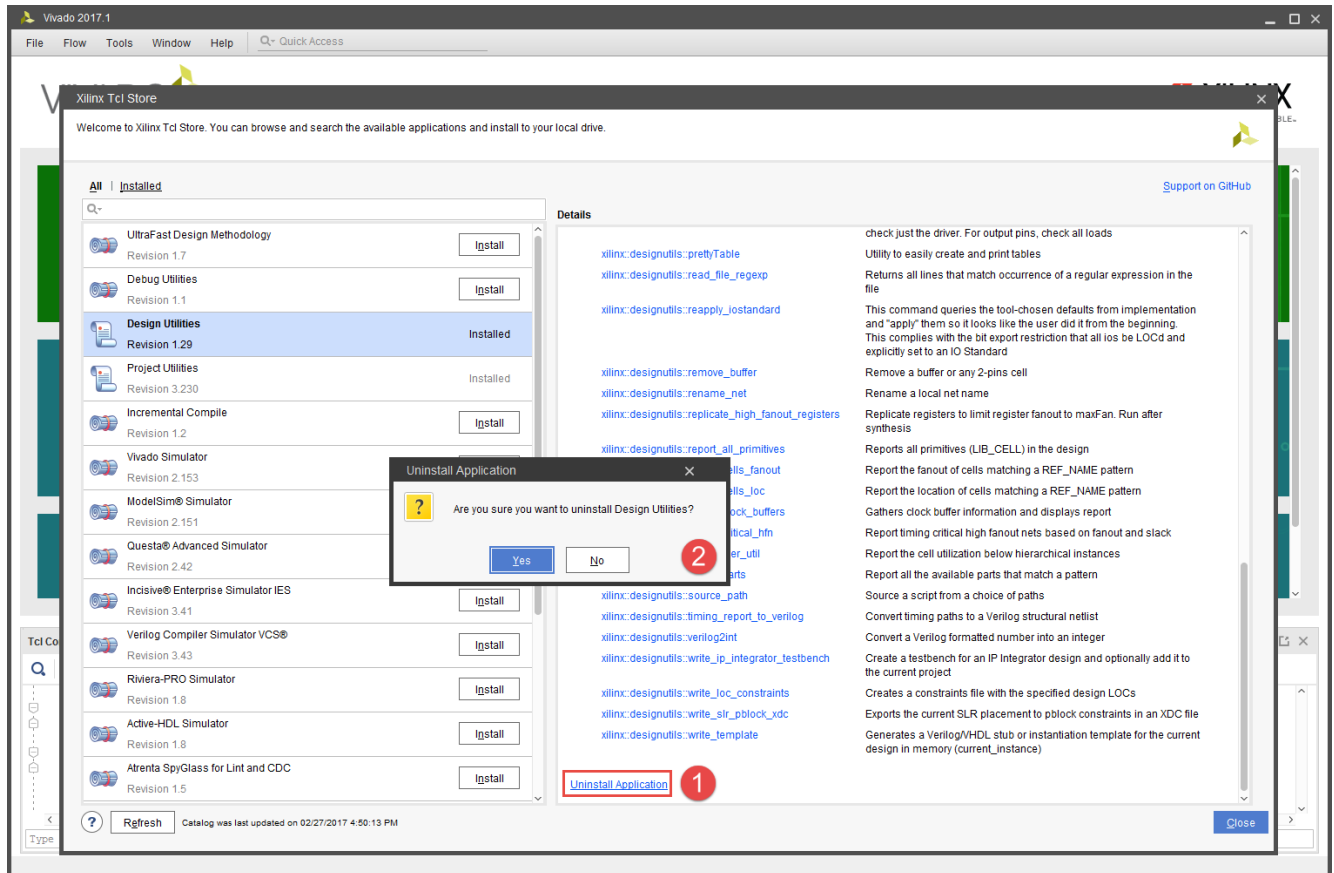 Vivado 2017.1
File Flow Tools Window Help Quick Access
Xilinx Tcl Store
Welcome to Xilinx Tcl Store. You can browse and search the available applications and install to your local drive.
All | Installed
Support on GitHub
UltraFast Design Methodology
Revision 1.7
Install
Debug Utilities
Revision 1.1
Install
Design Utilities
Revision 1.29
Installed
Project Utilities
Revision 3.230
Installed
Incremental Compile
Revision 1.2
Install
Vivado Simulator
Revision 2.153
ModelSim® Simulator
Revision 2.151
Questa® Advanced Simulator
Revision 2.42
Incisive® Enterprise Simulator IES
Revision 3.41
Install
Verilog Compiler Simulator VCS®
Revision 3.43
Install
Riviera-PRO Simulator
Revision 1.8
Install
Active-HDL Simulator
Revision 1.8
Install
Atrenta SpyGlass for Lint and CDC
Revision 1.5
Install
Details
check just the driver. For output pins, check all loads
xilinx::designutils::prettyTable Utility to easily create and print tables
xilinx::designutils::read_file_regexp Returns all lines that match occurrence of a regular expression in the
file
xilinx::designutils::reapply_iostandard This command queries the tool-chosen defaults from implementation
and "apply" them so it looks like the user did it from the beginning.
This complies with the bit export restriction that all ios be LOCd and
explicitly set to an IO Standard
xilinx::designutils::remove_buffer Remove a buffer or any 2-pins cell
xilinx::designutils::rename_net Rename a local net name
xilinx::designutils::replicate_high_fanout_registers Replicate registers to limit register fanout to maxFan. Run after
synthesis
xilinx::designutils::report_all_primitives Reports all primitives (LIB_CELL) in the design
ells_fanout Report the fanout of cells matching a REF_NAME pattern
ells_loc Report the location of cells matching a REF_NAME pattern
ock_buffers Gathers clock buffer information and displays report
itical_hfn Report timing critical high fanout nets based on fanout and slack
er_util Report the cell utilization below hierarchical instances
arts Report all the available parts that match a pattern
xilinx::designutils::source_path Source a script from a choice of paths
xilinx::designutils::timing_report_to_verilog Convert timing paths to a Verilog structural netlist
xilinx::designutils::verilog2int Convert a Verilog formatted number into an integer
xilinx::designutils::write_ip_integrator_testbench Create a testbench for an IP Integrator design and optionally add it to
the current project
xilinx::designutils::write_loc_constraints Creates a constraints file with the specified design LOCs
xilinx::designutils::write_slr_pblock_xdc Exports the current SLR placement to pblock constraints in an XDC file
xilinx::designutils::write_template Generates a Verilog/VHDL stub or instantiation template for the current
design in memory (current_instance)
Uninstall Application
1
Uninstall Application
? Are you sure you want to uninstall Design Utilities?
Yes No
2
? Refresh Catalog was last updated on 02/27/2017 4:50:13 PM
Close
Tcl Co
Type